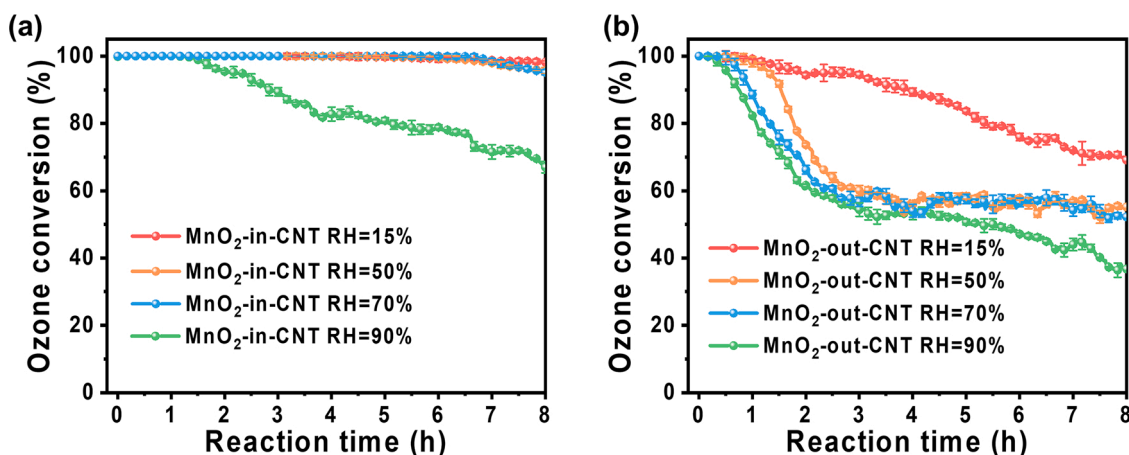 (a)
Ozone conversion (%)
100
80
60
40
20
0
MnO₂-in-CNT RH=15%
MnO₂-in-CNT RH=50%
MnO₂-in-CNT RH=70%
MnO₂-in-CNT RH=90%
0 1 2 3 4 5 6 7 8
Reaction time (h)
(b)
Ozone conversion (%)
100
80
60
40
20
0
MnO₂-out-CNT RH=15%
MnO₂-out-CNT RH=50%
MnO₂-out-CNT RH=70%
MnO₂-out-CNT RH=90%
0 1 2 3 4 5 6 7 8
Reaction time (h)